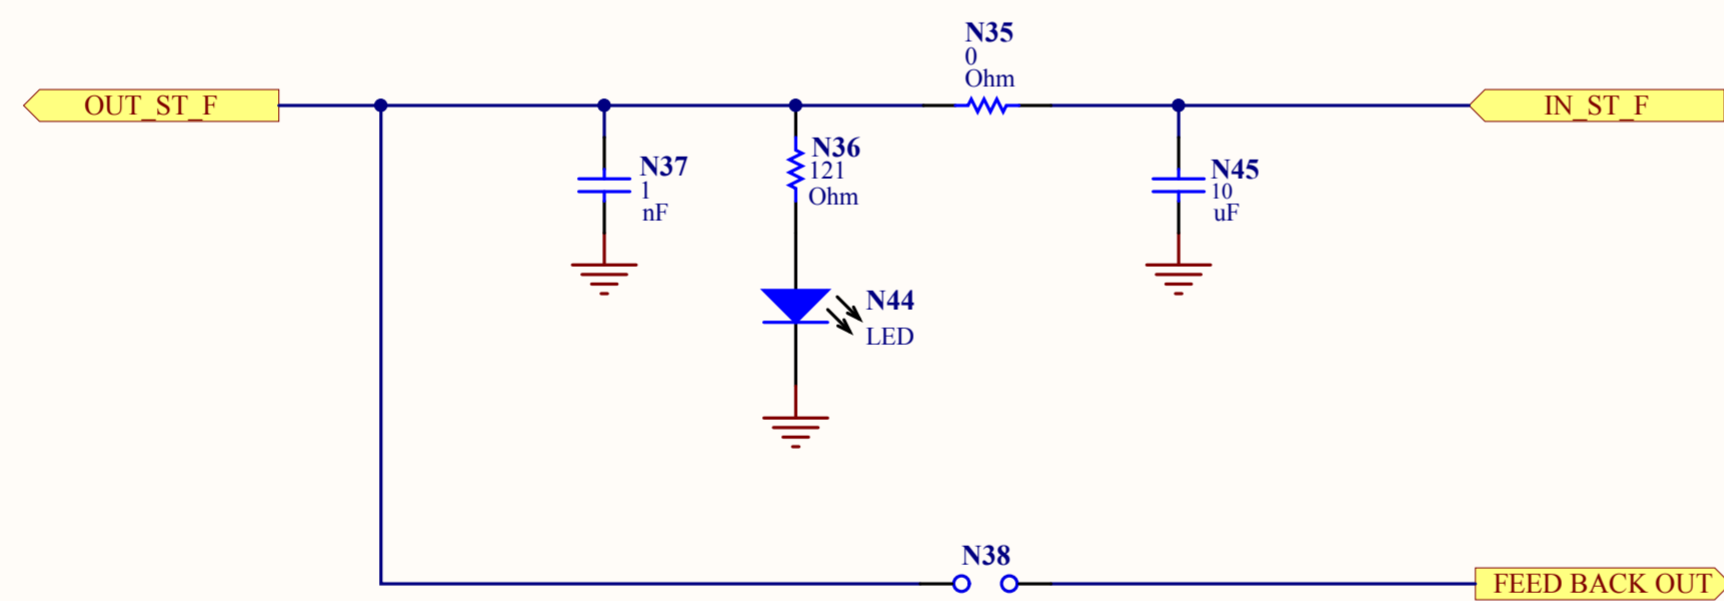 N35
0
Ohm
OUT_ST_F
IN_ST_F
N36
121
Ohm
N37
1
nF
N45
10
uF
N44
LED
N38
FEED BACK OUT